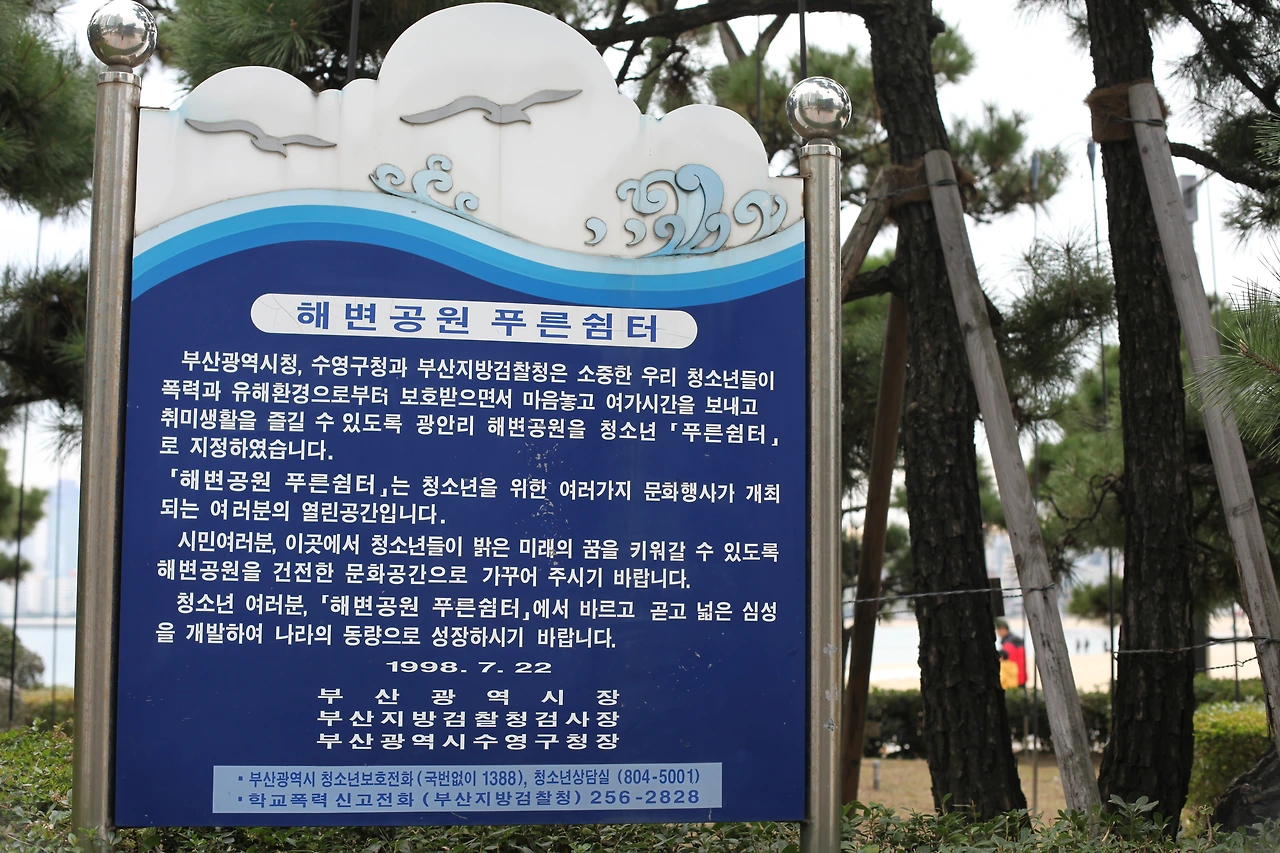 해변공원 푸른쉼터
부산광역시청, 수영구청과 부산지방검찰청은 소중한 우리 청소년들이
폭력과 유해환경으로부터 보호받으면서 마음놓고 여가시간을 보내고
취미생활을 즐길 수 있도록 광안리 해변공원을 청소년 「푸른쉼터」
로 지정하였습니다.
「해변공원 푸른쉼터」는 청소년을 위한 여러가지 문화행사가 개최
되는 여러분의 열린공간입니다.
시민여러분, 이곳에서 청소년들이 밝은 미래의 꿈을 키워갈 수 있도록
해변공원을 건전한 문화공간으로 가꾸어 주시기 바랍니다.
청소년 여러분, 「해변공원 푸른쉼터」에서 바르고 곧고 넓은 심성
을 개발하여 나라의 동량으로 성장하시기 바랍니다.
1998. 7. 22
부 산 광 역 시 장
부산지방검찰청검사장
부산광역시수영구청장
· 부산광역시 청소년보호전화 (국번없이 1388), 청소년상담실 (804-5001)
· 학교폭력 신고전화 (부산지방검찰청) 256-2828